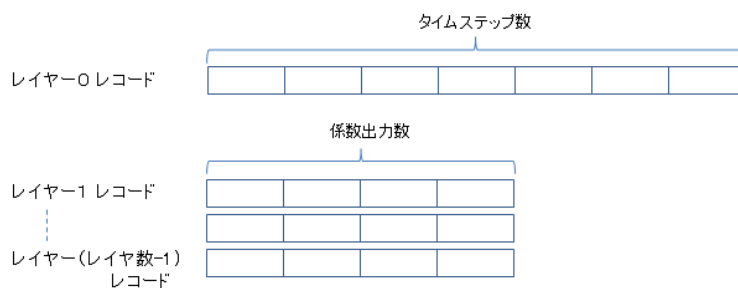 タイムステップ数
レイヤー0 レコード
係数出力数
レイヤー1 レコード
レイヤー(レイヤ数-1)
レコード